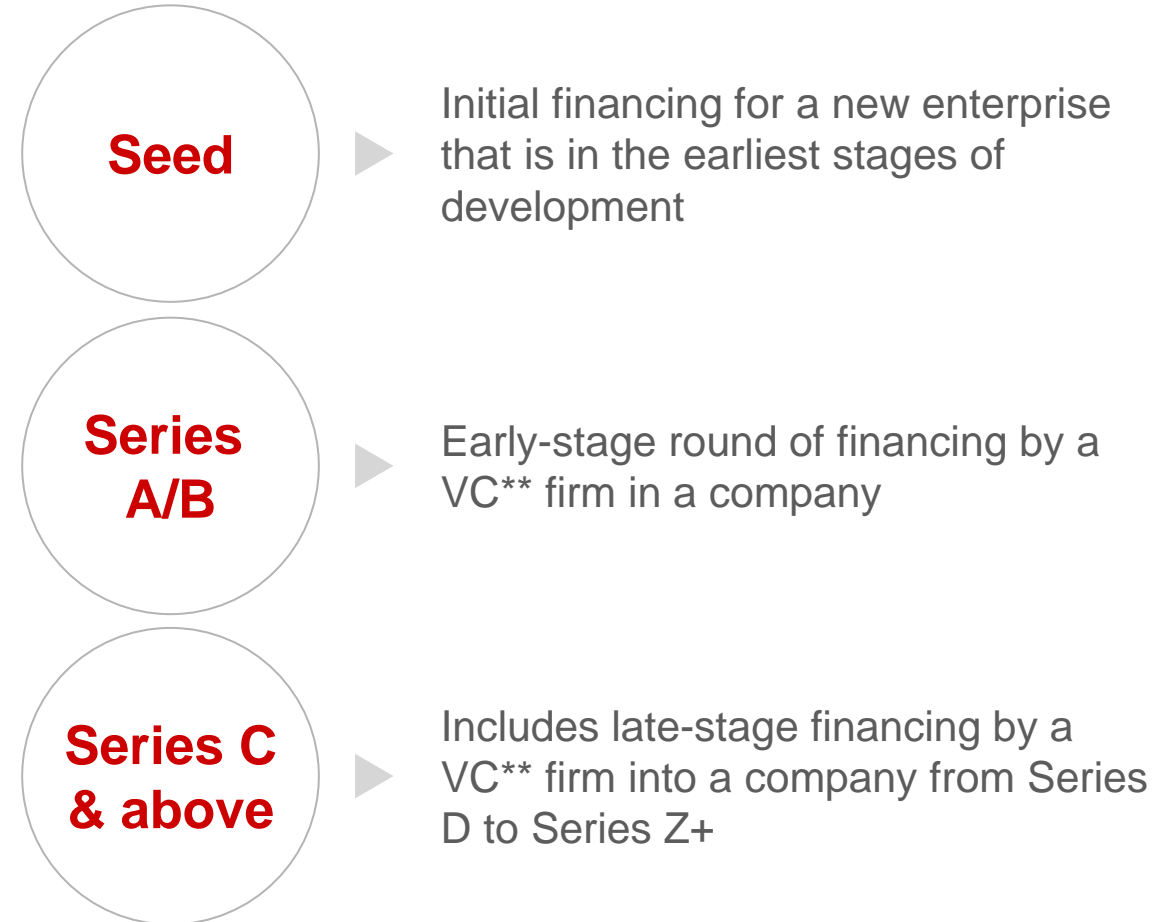 Seed
Initial financing for a new enterprise
that is in the earliest stages of
development
Series
A/B
Early-stage round of financing by a
VC** firm in a company
Series C
& above
Includes late-stage financing by a
VC** firm into a company from Series
D to Series Z+